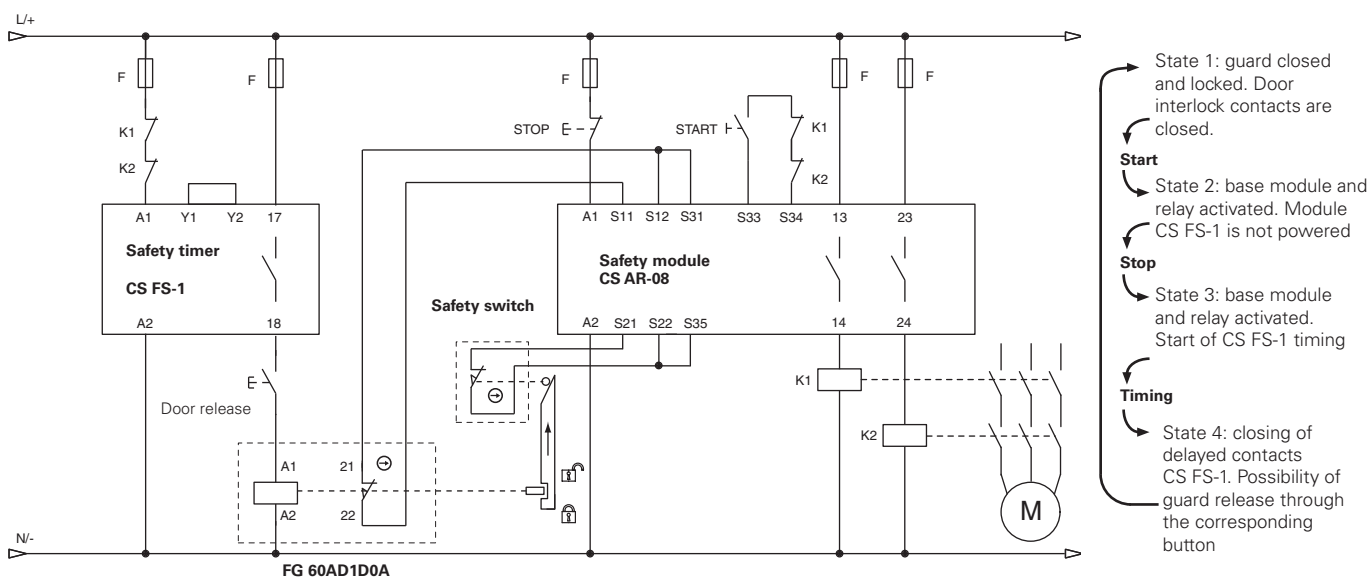 L/+
F
F
F
F
F
K1
K2
STOP
START
K1
K2
A1 Y1 Y2 17
A1 S11 S12 S31 S33 S34 13 23
Safety timer
CS FS-1
Safety module
CS AR-08
A2 18
Safety switch
A2 S21 S22 S35 14 24
Door release
K1
K2
A1 21
A2 22
M
N/-
FG 60AD1D0A
State 1: guard closed
and locked. Door
interlock contacts are
closed.
Start
State 2: base module and
relay activated. Module
CS FS-1 is not powered
Stop
State 3: base module
and relay activated.
Start of CS FS-1 timing
Timing
State 4: closing of
delayed contacts
CS FS-1. Possibility of
guard release through
the corresponding
button